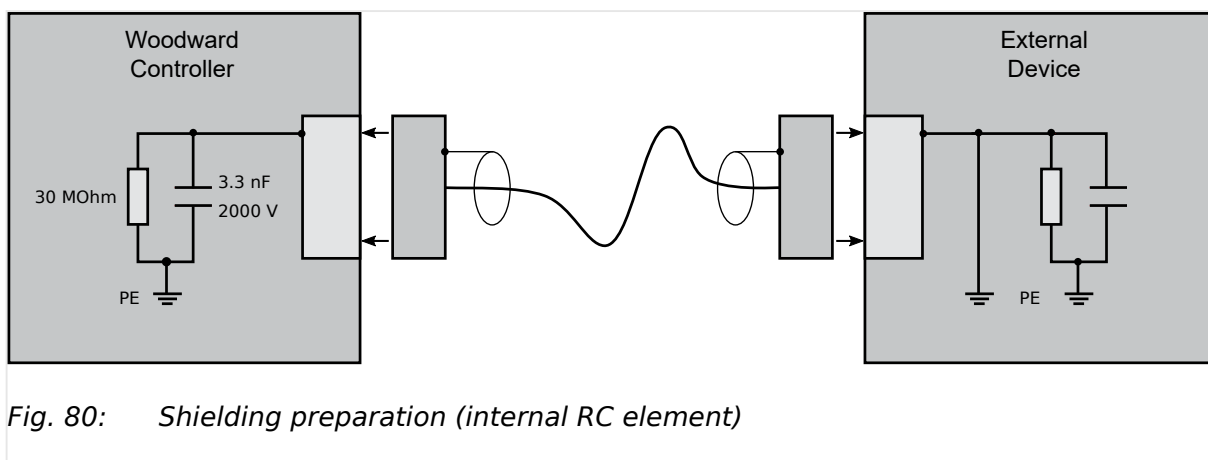 Woodward
Controller
External
Device
30 MOhm
3.3 nF
2000 V
PE
PE
Fig. 80: Shielding preparation (internal RC element)